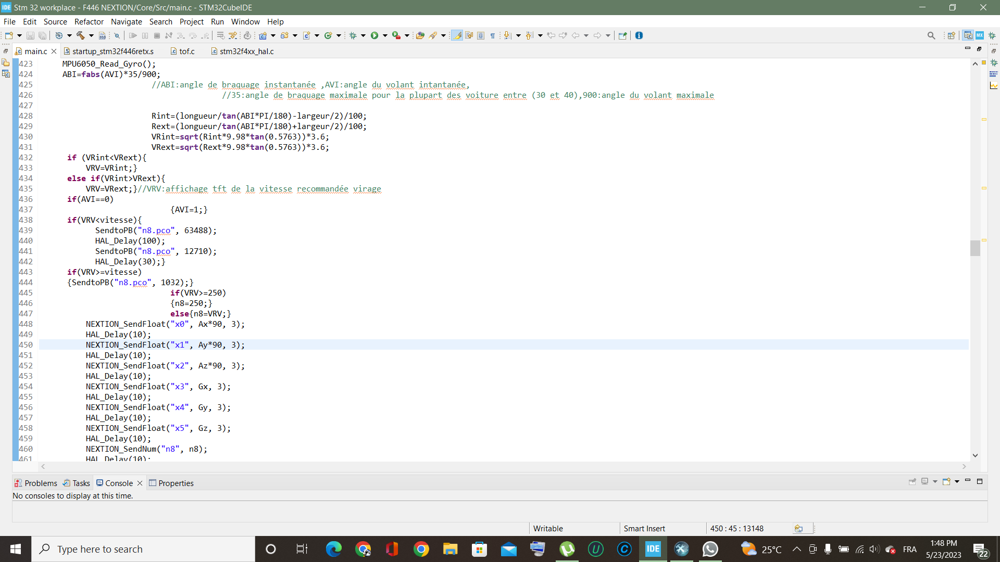 IDE Stm 32 workplace - F446 NEXTION/Core/Src/main.c - STM32CubeIDE
File Edit Source Refactor Navigate Search Project Run Window Help
main.c startup_stm32f446retx.s tof.c stm32f4xx_hal.c
423 MPU6050_Read_Gyro();
424 ABI=fabs(AVI)*35/900;
425 //ABI:angle de braquage instantanée ,AVI:angle du volant intantanée,
426 //35:angle de braquage maximale pour la plupart des voiture entre (30 et 40),900:angle du volant maximale
427
428 Rint=(longueur/tan(ABI*PI/180)-largeur/2)/100;
429 Rext=(longueur/tan(ABI*PI/180)+largeur/2)/100;
430 VRint=sqrt(Rint*9.98*tan(0.5763))*3.6;
431 VRext=sqrt(Rext*9.98*tan(0.5763))*3.6;
432 if (VRint<VRext){
433 VRV=VRint;}
434 else if(VRint>VRext){
435 VRV=VRext;}//VRV:affichage tft de la vitesse recommandée virage
436 if(AVI==0)
437 {AVI=1;}
438 if(VRV<vitesse){
439 SendtoPB("n8.pco", 63488);
440 HAL_Delay(100);
441 SendtoPB("n8.pco", 12710);
442 HAL_Delay(30);}
443 if(VRV>=vitesse)
444 {SendtoPB("n8.pco", 1032);}
445 if(VRV>=250)
446 {n8=250;}
447 else{n8=VRV;}
448 NEXTION_SendFloat("x0", Ax*90, 3);
449 HAL_Delay(10);
450 NEXTION_SendFloat("x1", Ay*90, 3);
451 HAL_Delay(10);
452 NEXTION_SendFloat("x2", Az*90, 3);
453 HAL_Delay(10);
454 NEXTION_SendFloat("x3", Gx, 3);
455 HAL_Delay(10);
456 NEXTION_SendFloat("x4", Gy, 3);
457 HAL_Delay(10);
458 NEXTION_SendFloat("x5", Gz, 3);
459 HAL_Delay(10);
460 NEXTION_SendNum("n8", n8);
461 HAL_Delay(10);
Problems Tasks Console Properties
No consoles to display at this time.
Writable Smart Insert 450 : 45 : 13148
Type here to search
IDE
25°C
FRA
1:48 PM
5/23/2023
22